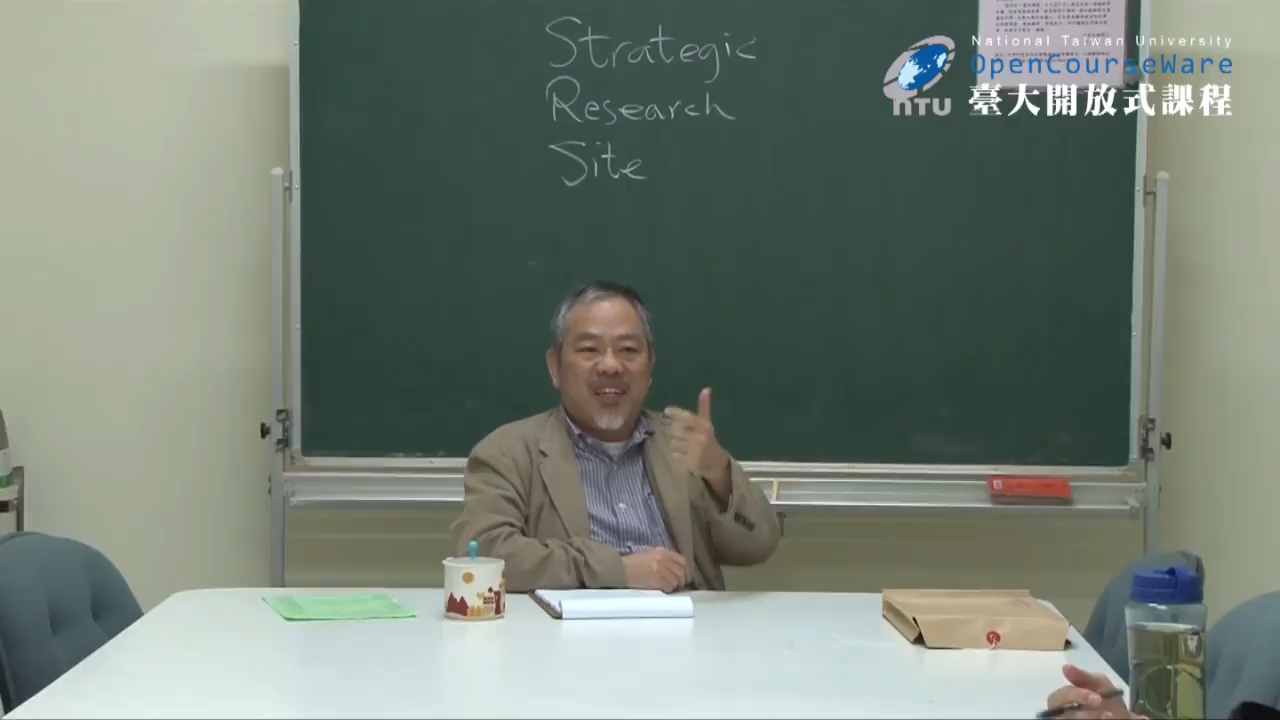 Strategic
Research
Site
National Taiwan University
OpenCourseWare
NTU
臺大開放式課程